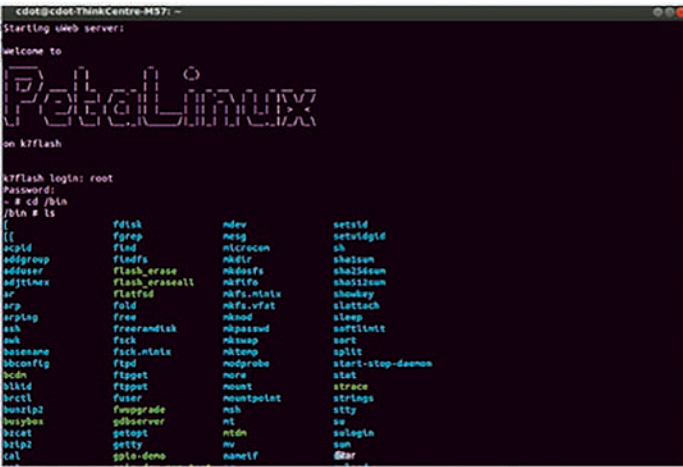 cdot@cdot-ThinkCentre-M57: ~
Starting uWeb server:
Welcome to
PetaLinux
on k7flash
k7flash login: root
Password:
~ # cd /bin
/bin # ls
[ fdisk mdev setsid
[[ fgrep mesg setuidgid
acpid find microcom sh
addgroup findfs mkdir sha1sum
adduser flash_erase mkdosfs sha256sum
adjtimex flash_eraseall mkfifo sha512sum
ar flatfsd mkfs.minix showkey
arp fold mkfs.vfat slattach
arping free mknod sleep
ash freeramdisk mkpasswd softlimit
awk fsck mkswap sort
basename fsck.minix mktemp split
bbconfig ftpd modprobe start-stop-daemon
bcdm ftpget more stat
blkid ftpput mount strace
brctl fuser mountpoint strings
bunzip2 fwupgrade msh stty
busybox gdbserver mt su
bzcat getopt mtdm sulogin
bzip2 getty mv sum
cal gpio-demo nameif